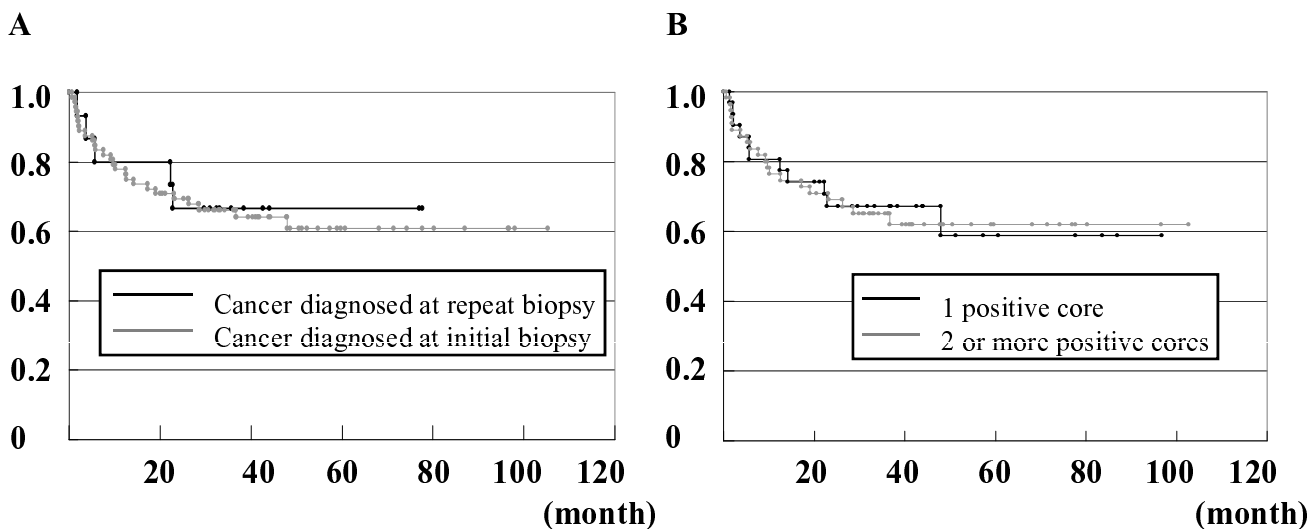 A
1.0
0.8
0.6
0.4
0.2
0
20 40 60 80 100 120
(month)
Cancer diagnosed at repeat biopsy
Cancer diagnosed at initial biopsy
B
1.0
0.8
0.6
0.4
0.2
0
20 40 60 80 100 120
(month)
1 positive core
2 or more positive cores